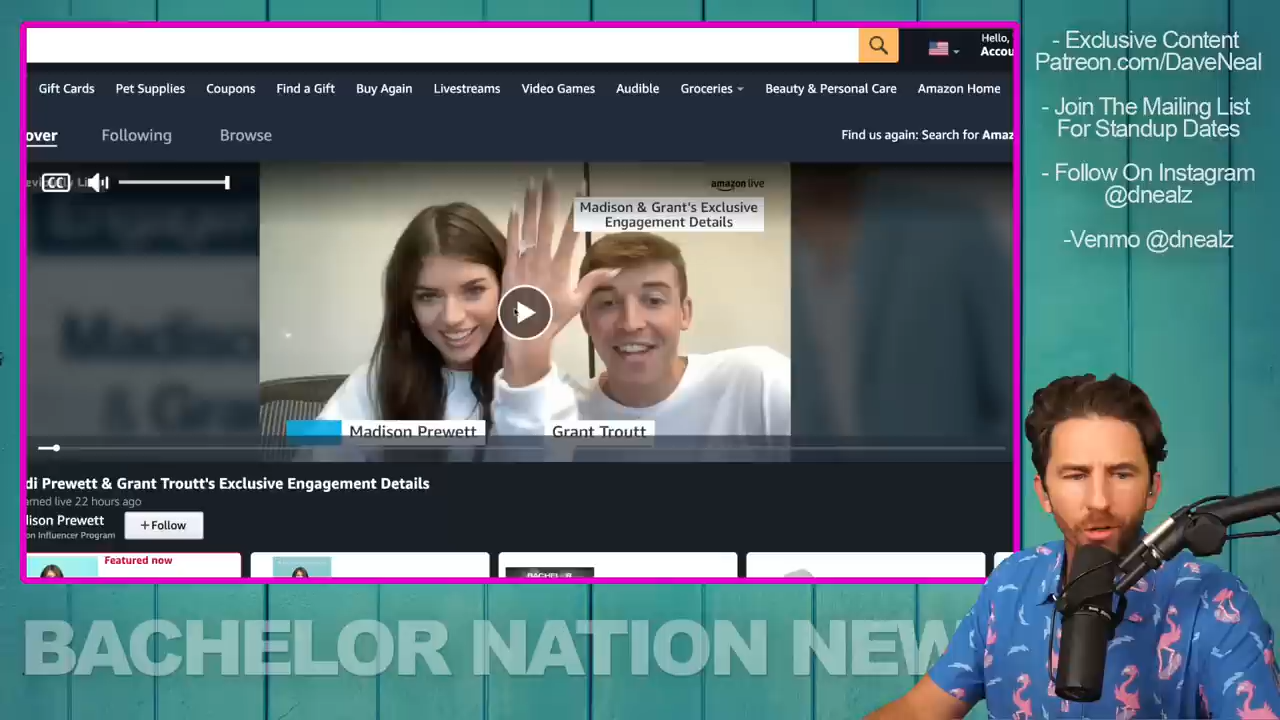 Hello,
Accou
Gift Cards Pet Supplies Coupons Find a Gift Buy Again Livestreams Video Games Audible Groceries Beauty & Personal Care Amazon Home
over Following Browse
Find us again: Search for Amaz
CC
amazon live
Madison & Grant's Exclusive
Engagement Details
Madison Prewett
Grant Troutt
di Prewett & Grant Troutt's Exclusive Engagement Details
med live 22 hours ago
ison Prewett
on Influencer Program
+Follow
Featured now
- Exclusive Content
Patreon.com/DaveNeal
- Join The Mailing List
For Standup Dates
- Follow On Instagram
@dnealz
-Venmo @dnealz
BACHELOR NATION NEW